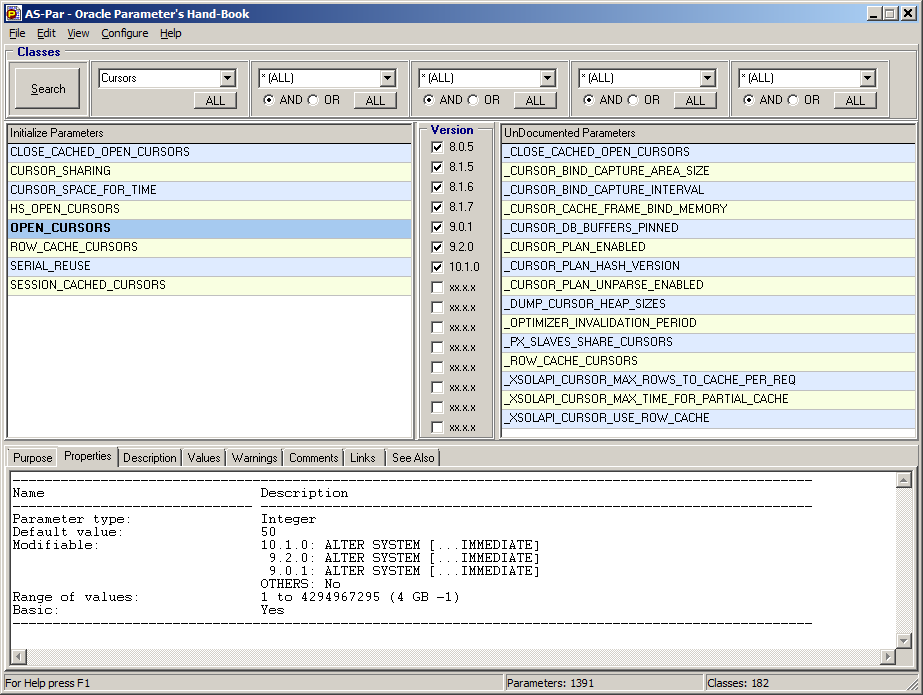 AS-Par - Oracle Parameter's Hand-Book
File Edit View Configure Help
Classes
Search
Cursors
ALL
* (ALL)
AND OR ALL
* (ALL)
AND OR ALL
* (ALL)
AND OR ALL
* (ALL)
AND OR ALL
Initialize Parameters
CLOSE_CACHED_OPEN_CURSORS
CURSOR_SHARING
CURSOR_SPACE_FOR_TIME
HS_OPEN_CURSORS
OPEN_CURSORS
ROW_CACHE_CURSORS
SERIAL_REUSE
SESSION_CACHED_CURSORS
Version
8.0.5
8.1.5
8.1.6
8.1.7
9.0.1
9.2.0
10.1.0
xx.x.x
xx.x.x
xx.x.x
xx.x.x
xx.x.x
xx.x.x
xx.x.x
xx.x.x
UnDocumented Parameters
_CLOSE_CACHED_OPEN_CURSORS
_CURSOR_BIND_CAPTURE_AREA_SIZE
_CURSOR_BIND_CAPTURE_INTERVAL
_CURSOR_CACHE_FRAME_BIND_MEMORY
_CURSOR_DB_BUFFERS_PINNED
_CURSOR_PLAN_ENABLED
_CURSOR_PLAN_HASH_VERSION
_CURSOR_PLAN_UNPARSE_ENABLED
_DUMP_CURSOR_HEAP_SIZES
_OPTIMIZER_INVALIDATION_PERIOD
_PX_SLAVES_SHARE_CURSORS
_ROW_CACHE_CURSORS
_XSOLAPI_CURSOR_MAX_ROWS_TO_CACHE_PER_REQ
_XSOLAPI_CURSOR_MAX_TIME_FOR_PARTIAL_CACHE
_XSOLAPI_CURSOR_USE_ROW_CACHE
Purpose Properties Description Values Warnings Comments Links See Also
Name Description
Parameter type: Integer
Default value: 50
Modifiable: 10.1.0: ALTER SYSTEM [...IMMEDIATE]
9.2.0: ALTER SYSTEM [...IMMEDIATE]
9.0.1: ALTER SYSTEM [...IMMEDIATE]
OTHERS: No
Range of values: 1 to 4294967295 (4 GB -1)
Basic: Yes
For Help press F1 Parameters: 1391 Classes: 182